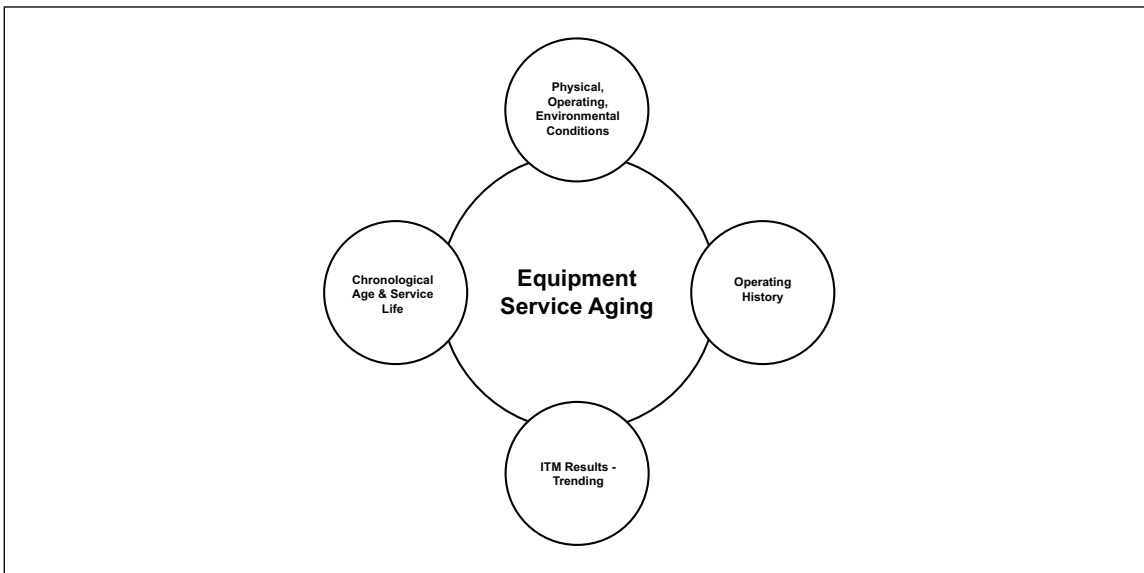 Physical,
Operating,
Environmental
Conditions
Chronological
Age & Service
Life
Equipment
Service Aging
Operating
History
ITM Results -
Trending